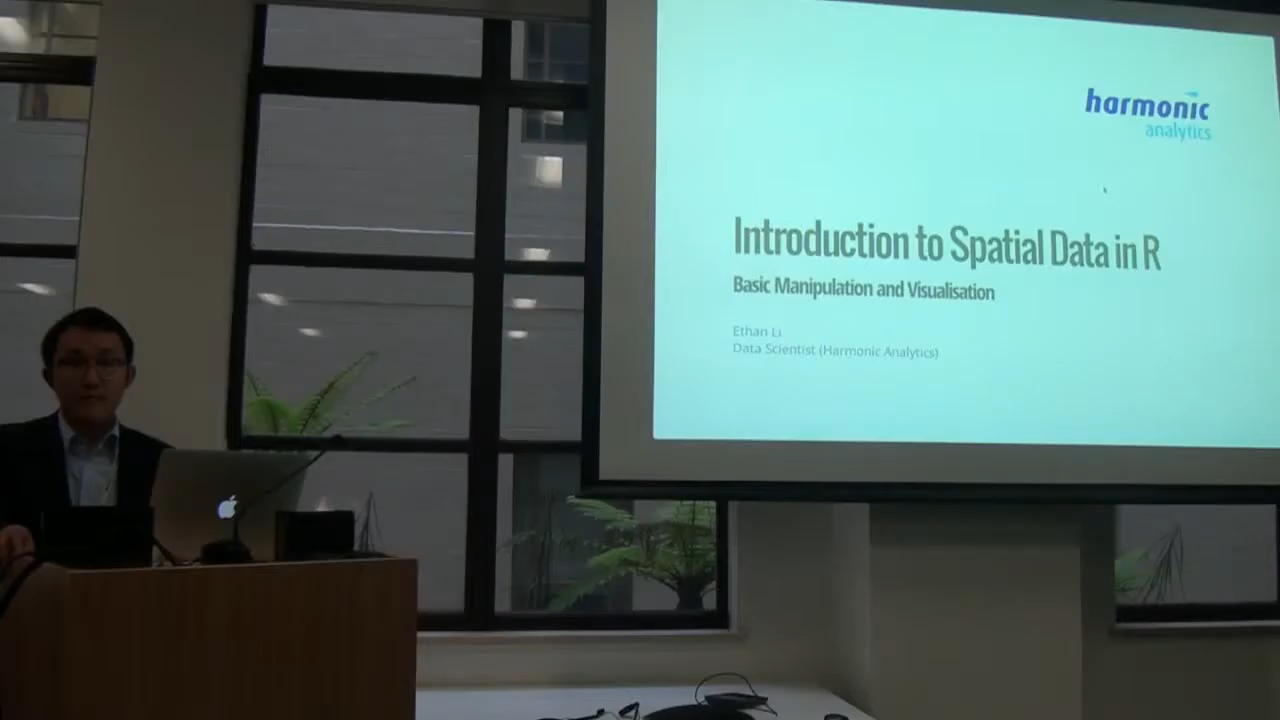 harmonic
analytics
Introduction to Spatial Data in R
Basic Manipulation and Visualisation
Ethan Li
Data Scientist (Harmonic Analytics)